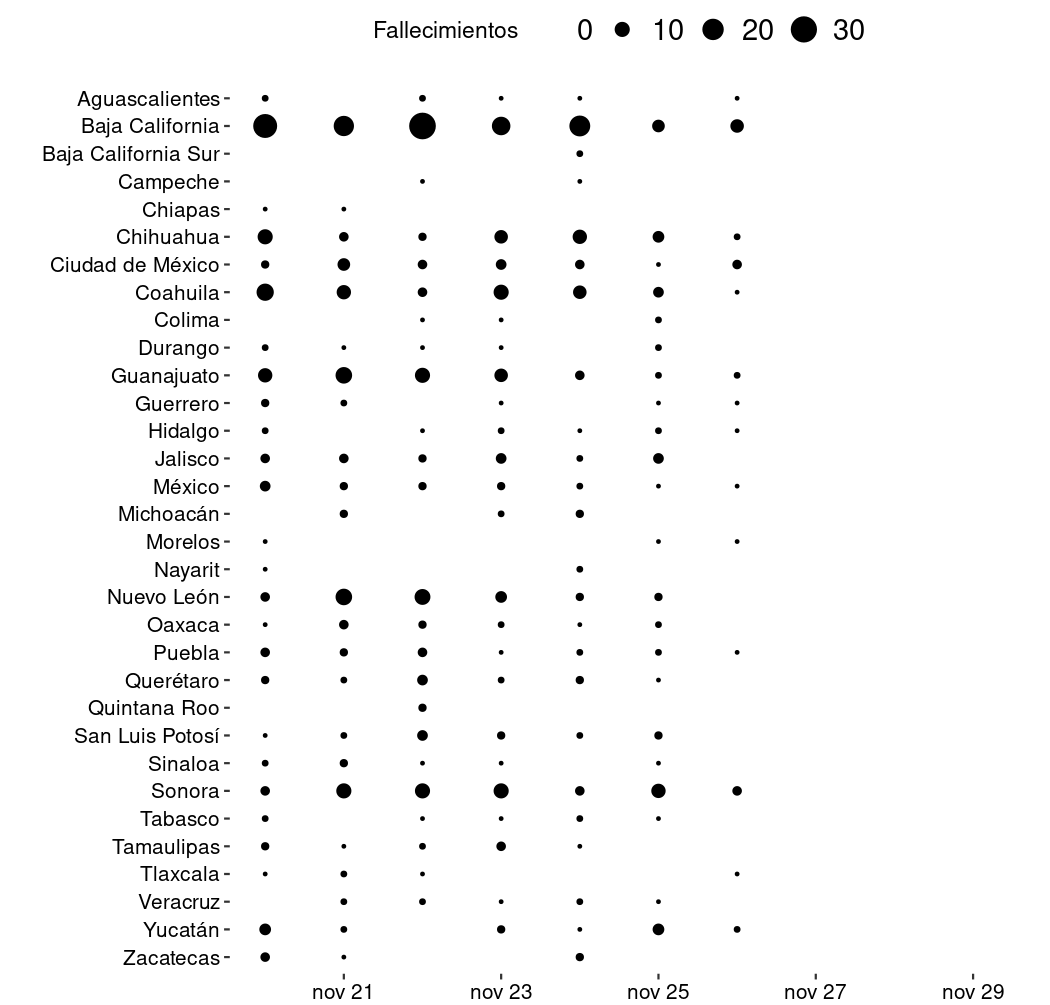 Fallecimientos 0 10 20 30
Aguascalientes
Baja California
Baja California Sur
Campeche
Chiapas
Chihuahua
Ciudad de México
Coahuila
Colima
Durango
Guanajuato
Guerrero
Hidalgo
Jalisco
México
Michoacán
Morelos
Nayarit
Nuevo León
Oaxaca
Puebla
Querétaro
Quintana Roo
San Luis Potosí
Sinaloa
Sonora
Tabasco
Tamaulipas
Tlaxcala
Veracruz
Yucatán
Zacatecas
nov 21 nov 23 nov 25 nov 27 nov 29